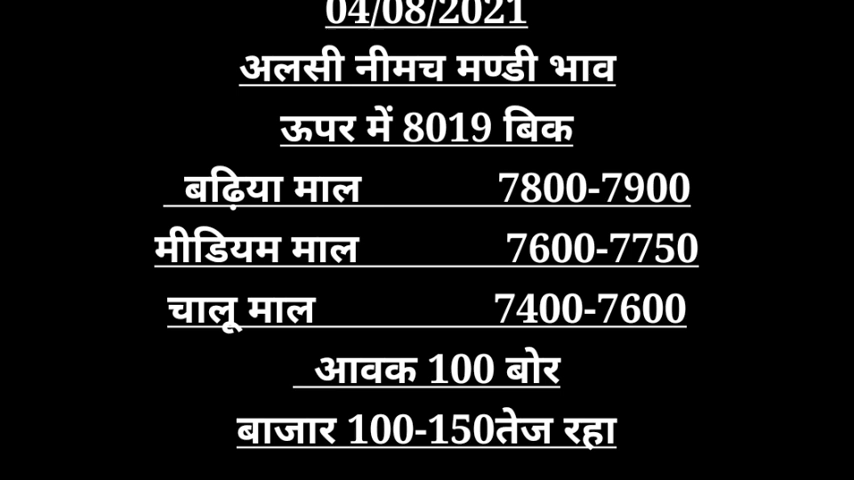 04/08/2021
अलसी नीमच मण्डी भाव
ऊपर में 8019 बिक
बढ़िया माल 7800-7900
मीडियम माल 7600-7750
चालू माल 7400-7600
आवक 100 बोर
बाजार 100-150तेज रहा